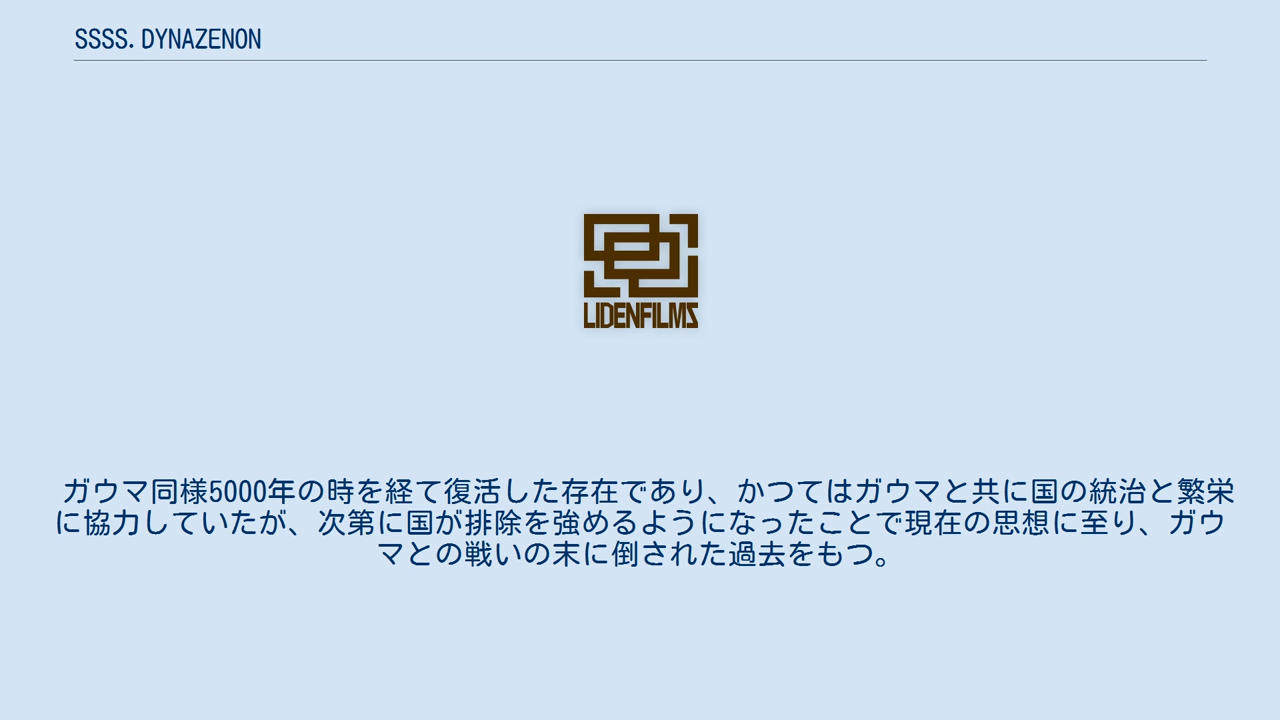 SSSS. DYNAZENON
LIDENFILMS
ガウマ同様5000年の時を経て復活した存在であり、かつてはガウマと共に国の統治と繁栄
に協力していたが、次第に国が排除を強めるようになったことで現在の思想に至り、ガウ
マとの戦いの末に倒された過去をもつ。